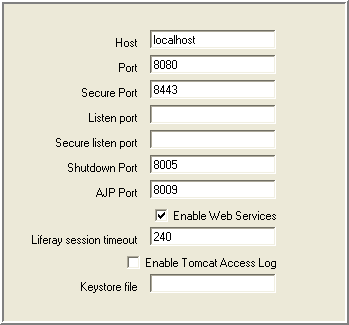 Host localhost
Port 8080
Secure Port 8443
Listen port
Secure listen port
Shutdown Port 8005
AJP Port 8009
Enable Web Services
Liferay session timeout 240
Enable Tomcat Access Log
Keystore file